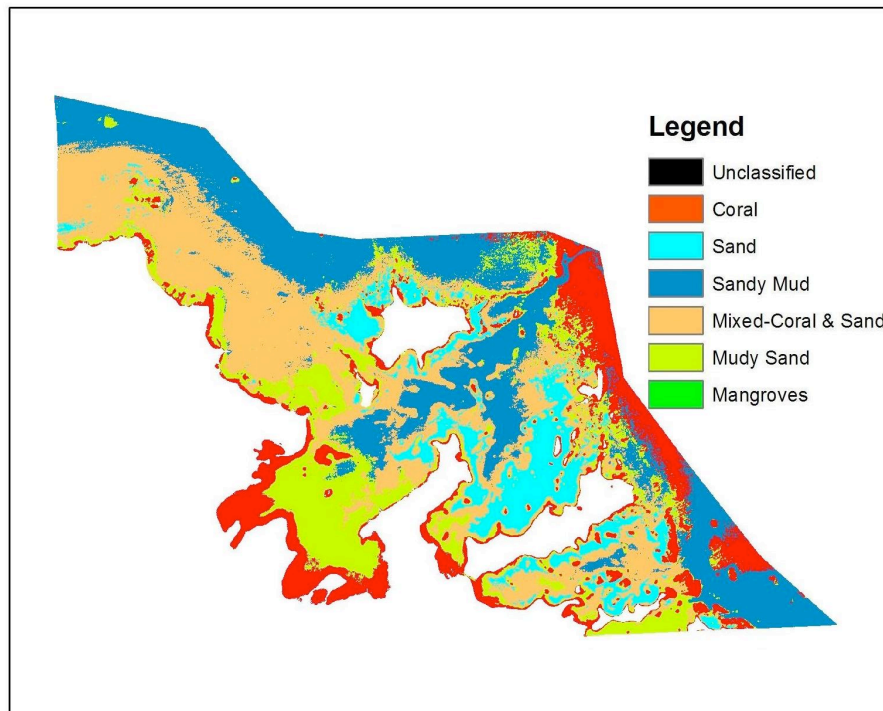 Legend
Unclassified
Coral
Sand
Sandy Mud
Mixed-Coral & Sand
Mudy Sand
Mangroves